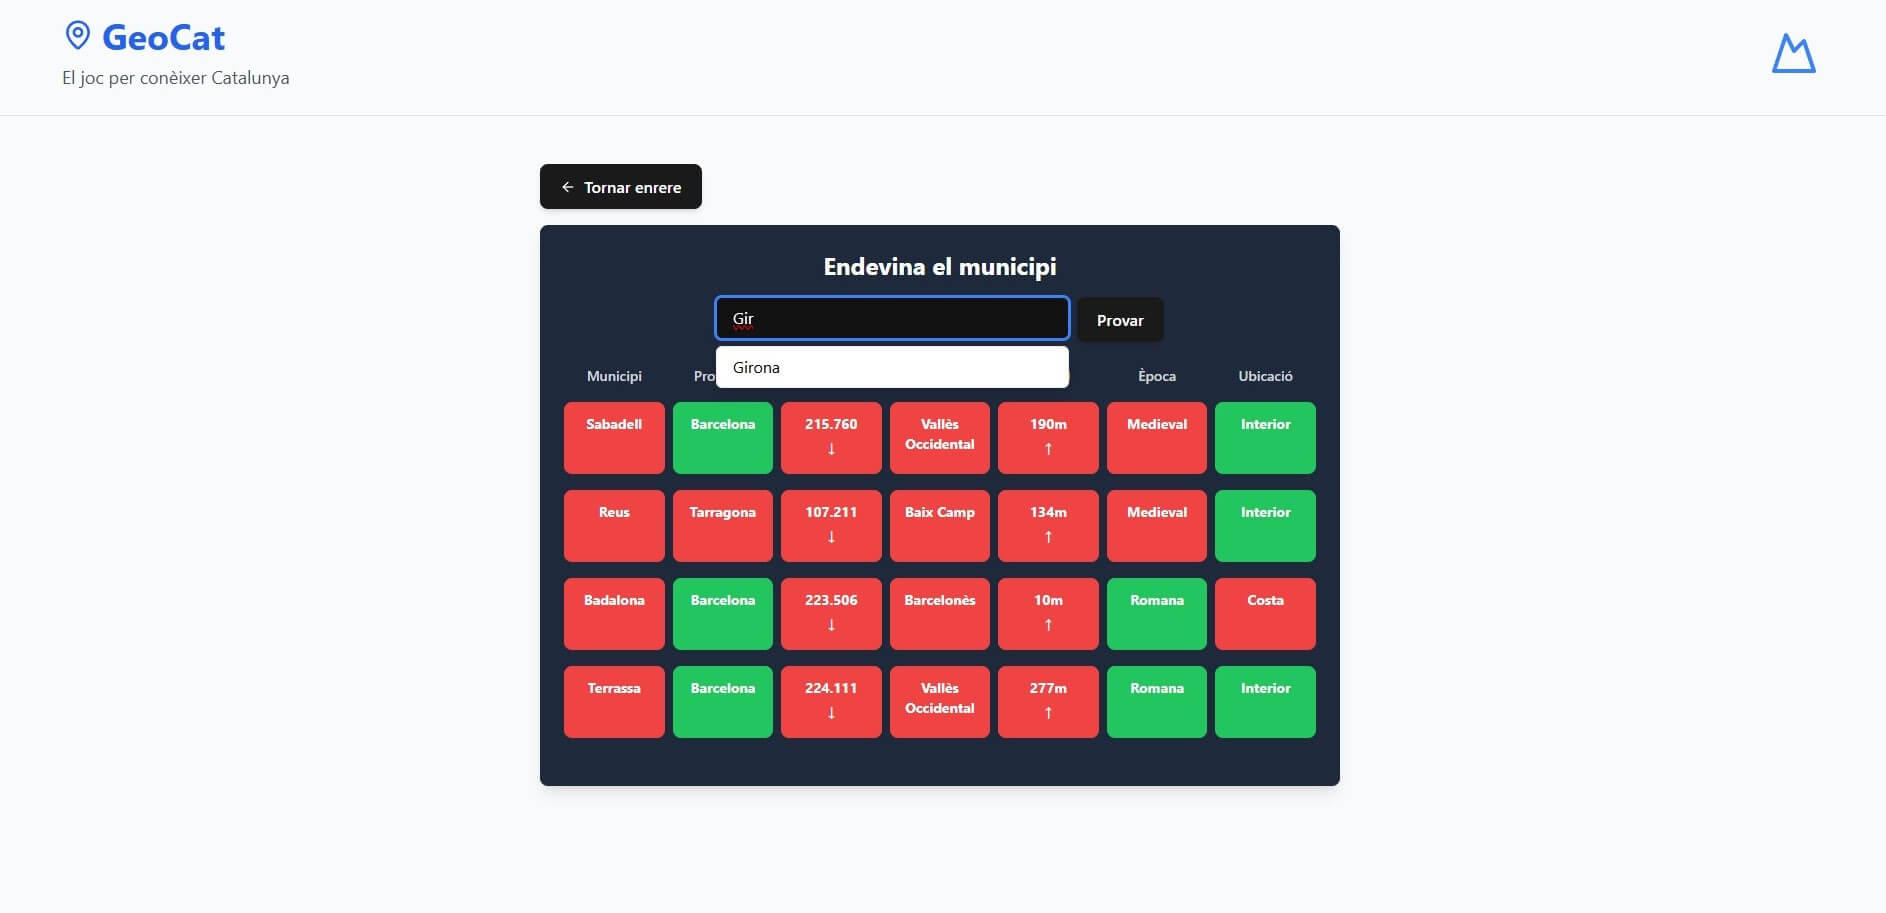 GeoCat
El joc per conèixer Catalunya
← Tornar enrere
Endevina el municipi
Gir
Provar
Girona
Municipi Pro Època Ubicació
Sabadell Barcelona 215.760 ↓ Vallès Occidental 190m ↑ Medieval Interior
Reus Tarragona 107.211 ↓ Baix Camp 134m ↑ Medieval Interior
Badalona Barcelona 223.506 ↓ Barcelonès 10m ↑ Romana Costa
Terrassa Barcelona 224.111 ↓ Vallès Occidental 277m ↑ Romana Interior